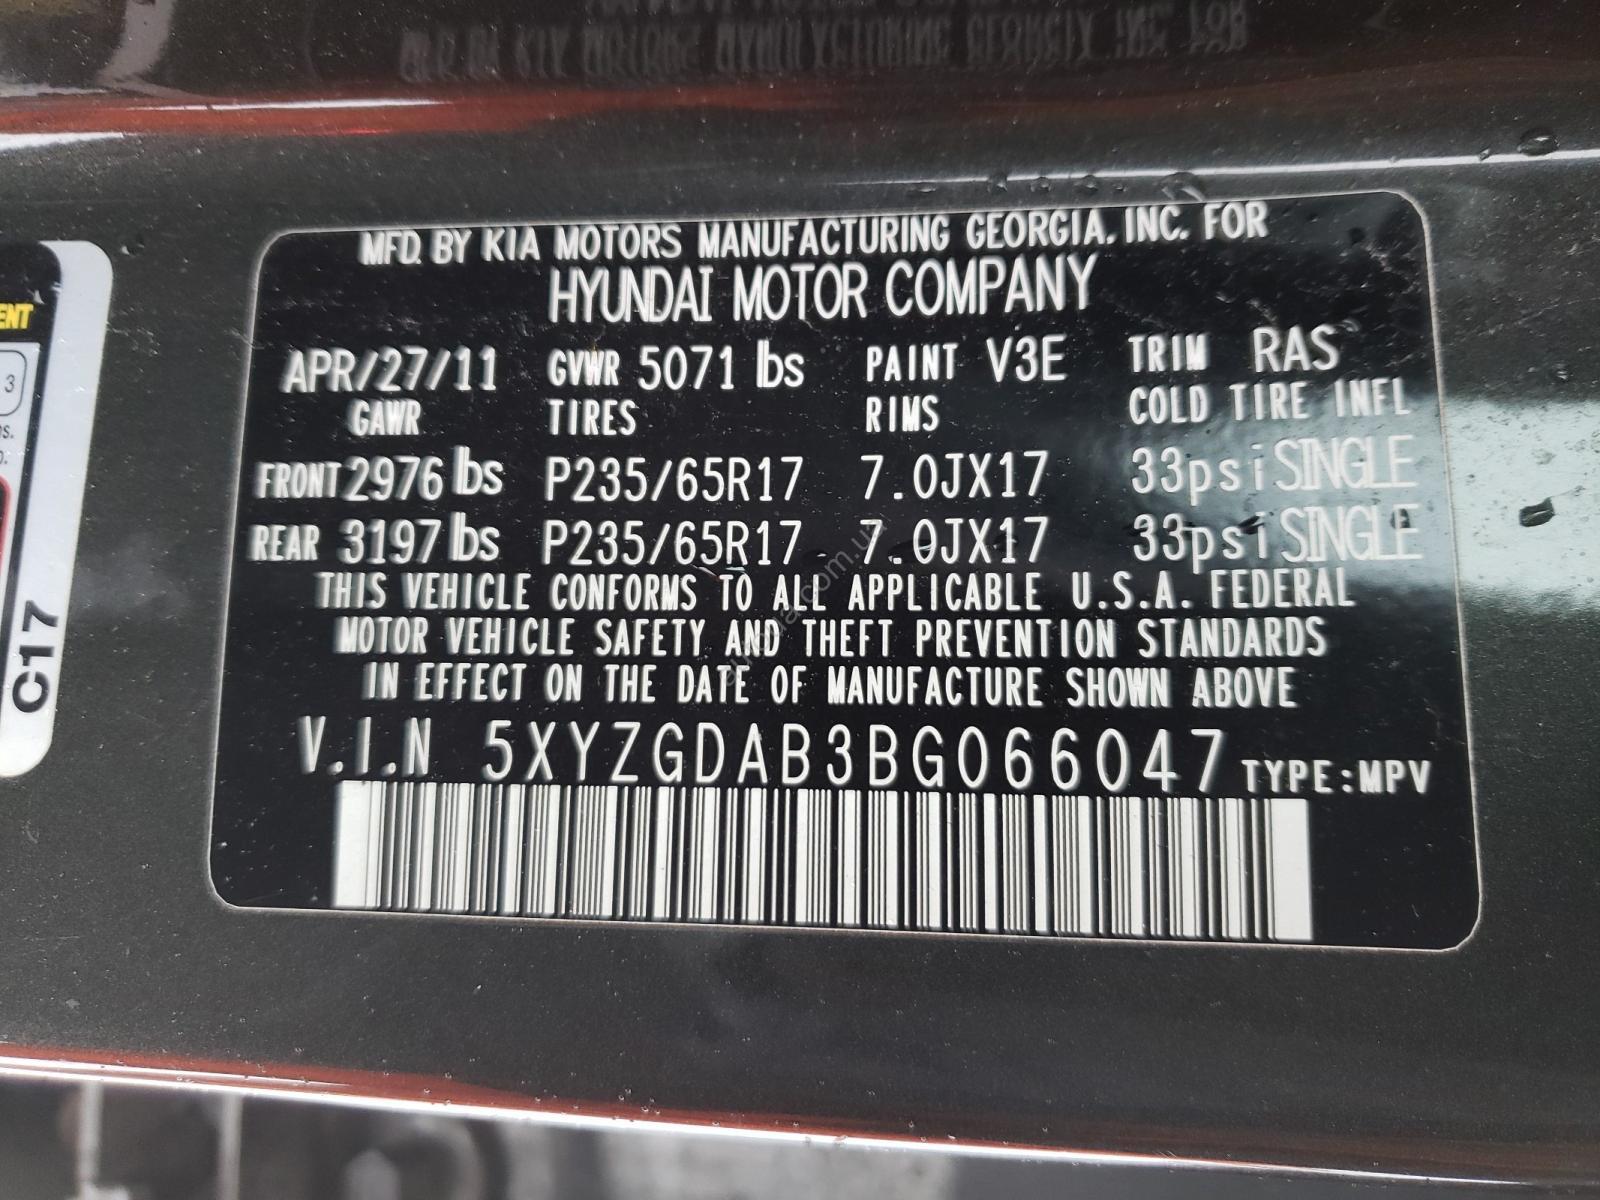 MFD. BY KIA MOTORS MANUFACTURING GEORGIA, INC. FOR
HYUNDAI MOTOR COMPANY
APR/27/11 GVWR 5071 lbs PAINT V3E TRIM RAS
GAWR TIRES RIMS COLD TIRE INFL
FRONT 2976 lbs P235/65R17 7.0JX17 33psi SINGLE
REAR 3197 lbs P235/65R17 7.0JX17 33psi SINGLE
THIS VEHICLE CONFORMS TO ALL APPLICABLE U.S.A. FEDERAL
MOTOR VEHICLE SAFETY AND THEFT PREVENTION STANDARDS
IN EFFECT ON THE DATE OF MANUFACTURE SHOWN ABOVE
V.I.N 5XYZGDAB3BG066047 TYPE:MPV
ENT
3
C17